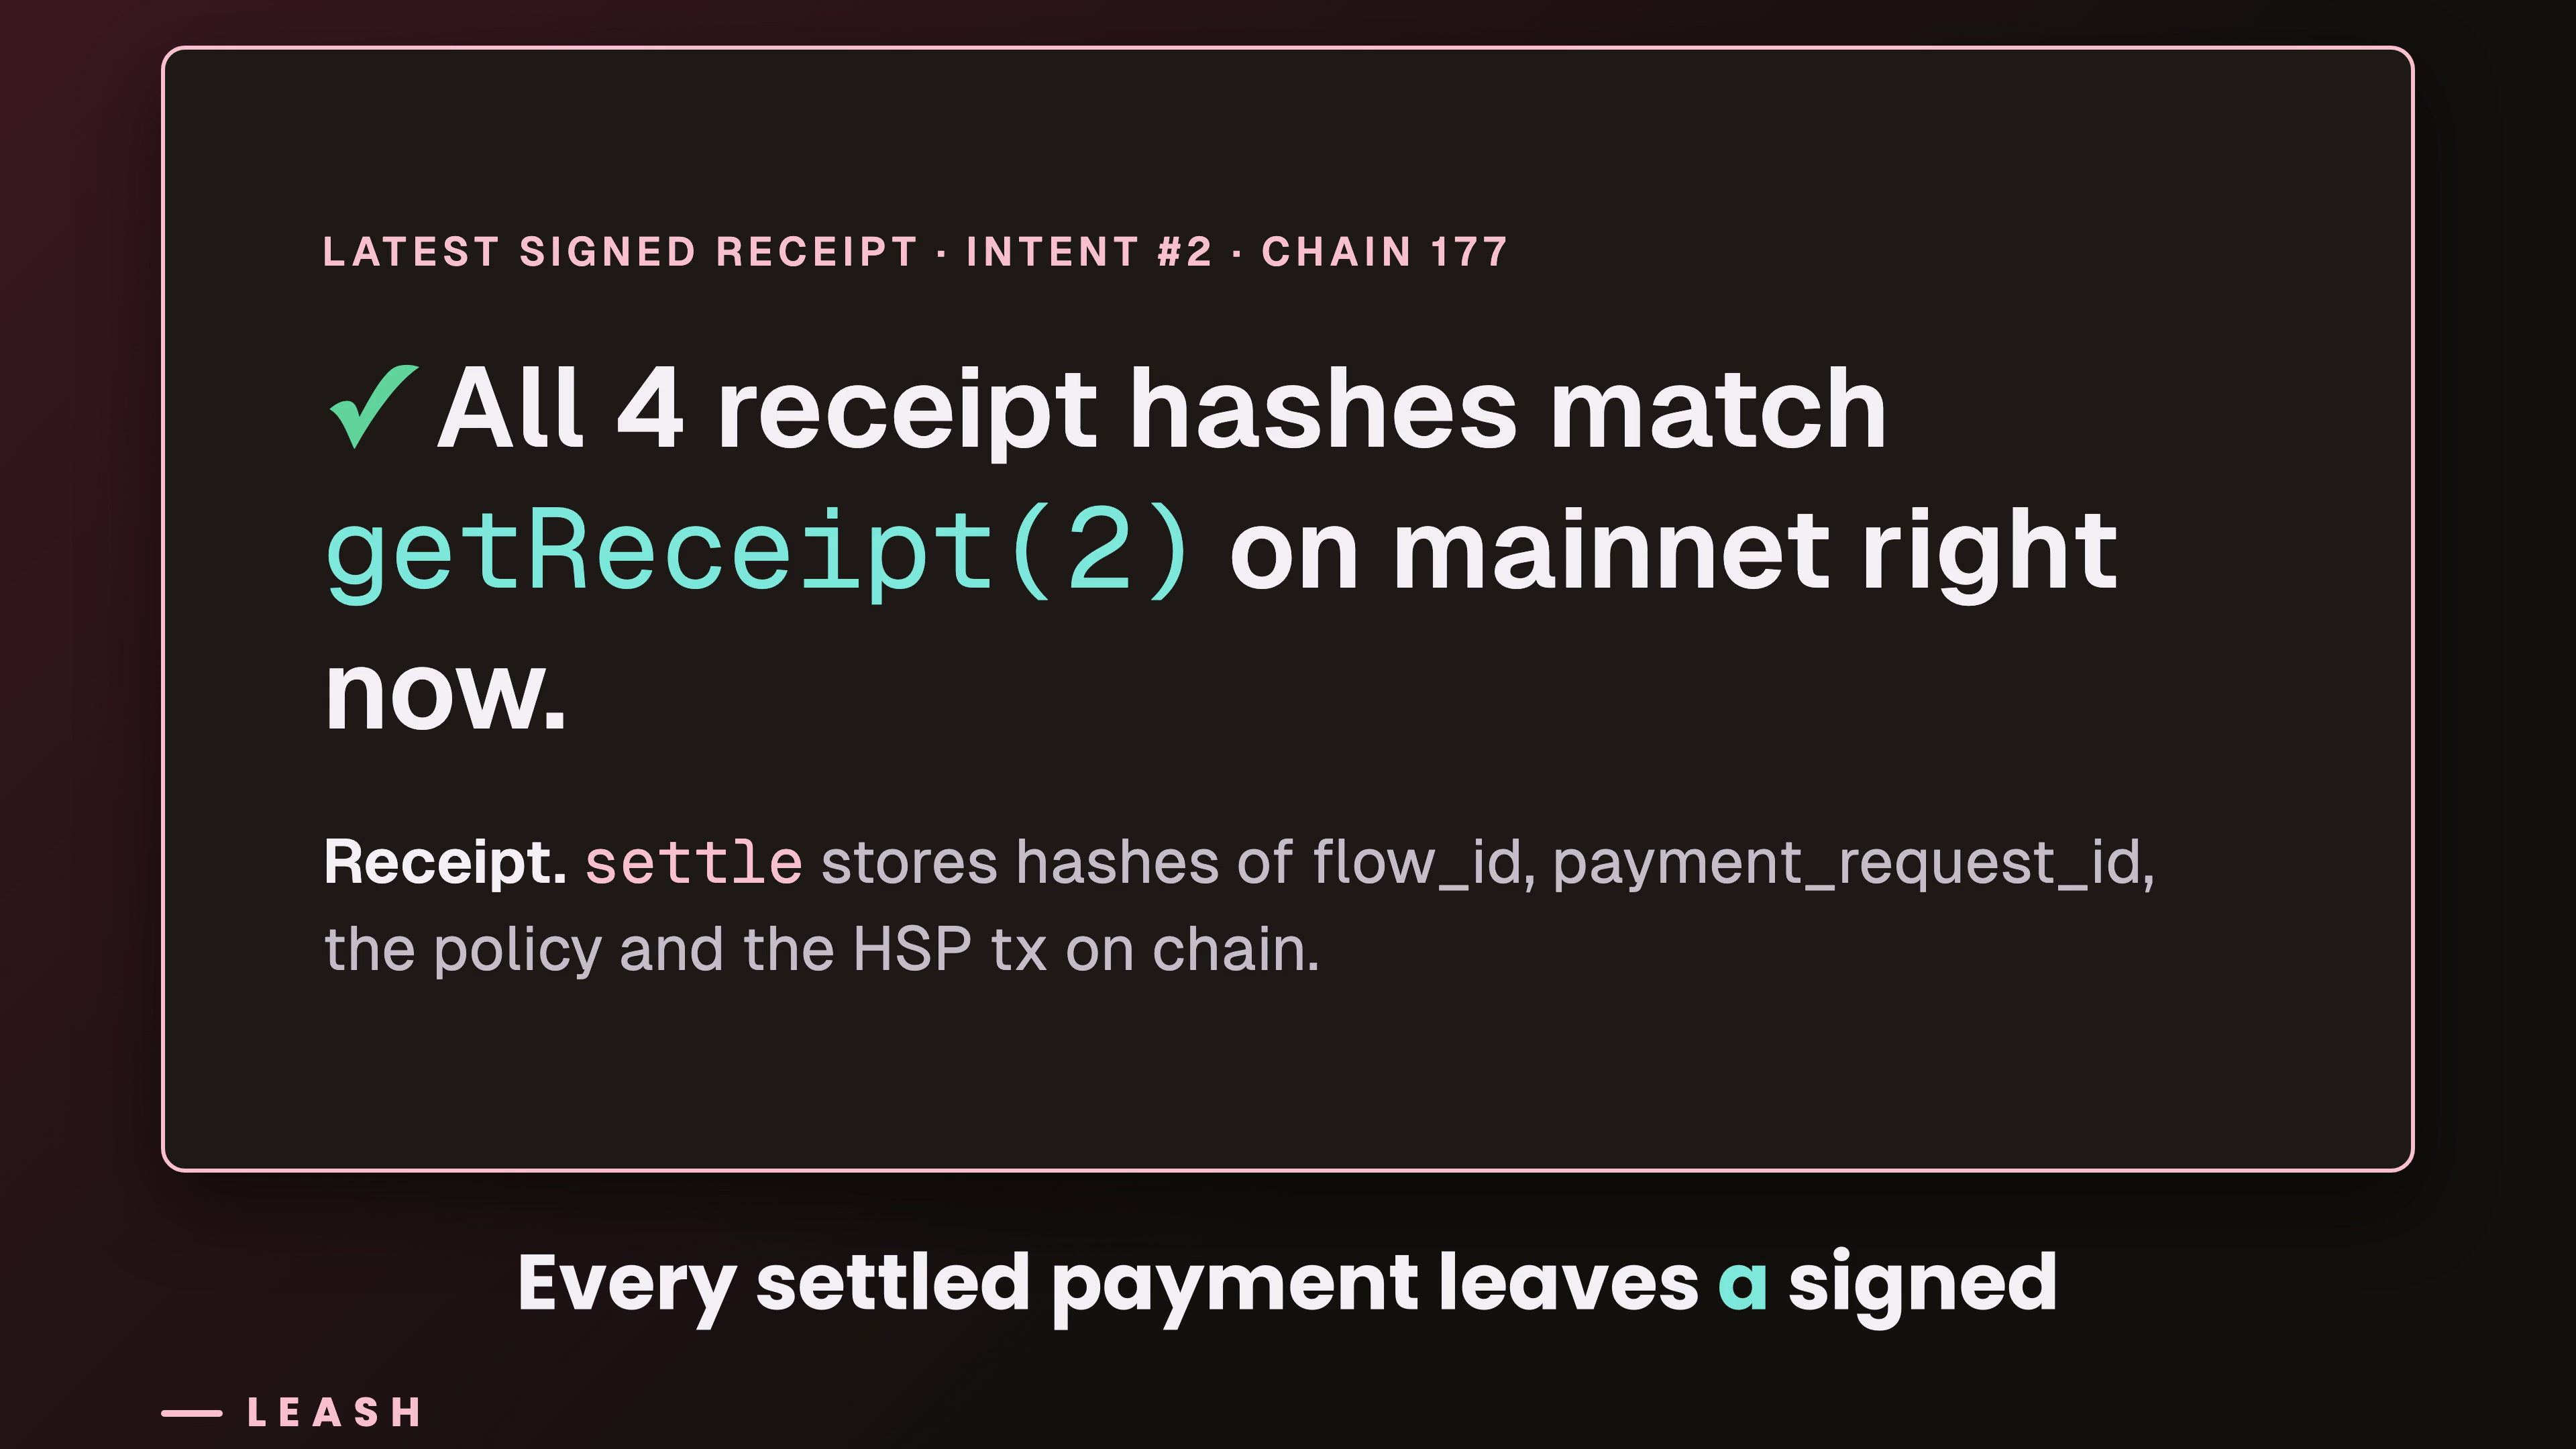 LATEST SIGNED RECEIPT · INTENT #2 · CHAIN 177
✓ All 4 receipt hashes match
getReceipt(2) on mainnet right
now.
Receipt. settle stores hashes of flow_id, payment_request_id,
the policy and the HSP tx on chain.
Every settled payment leaves a signed
LEASH